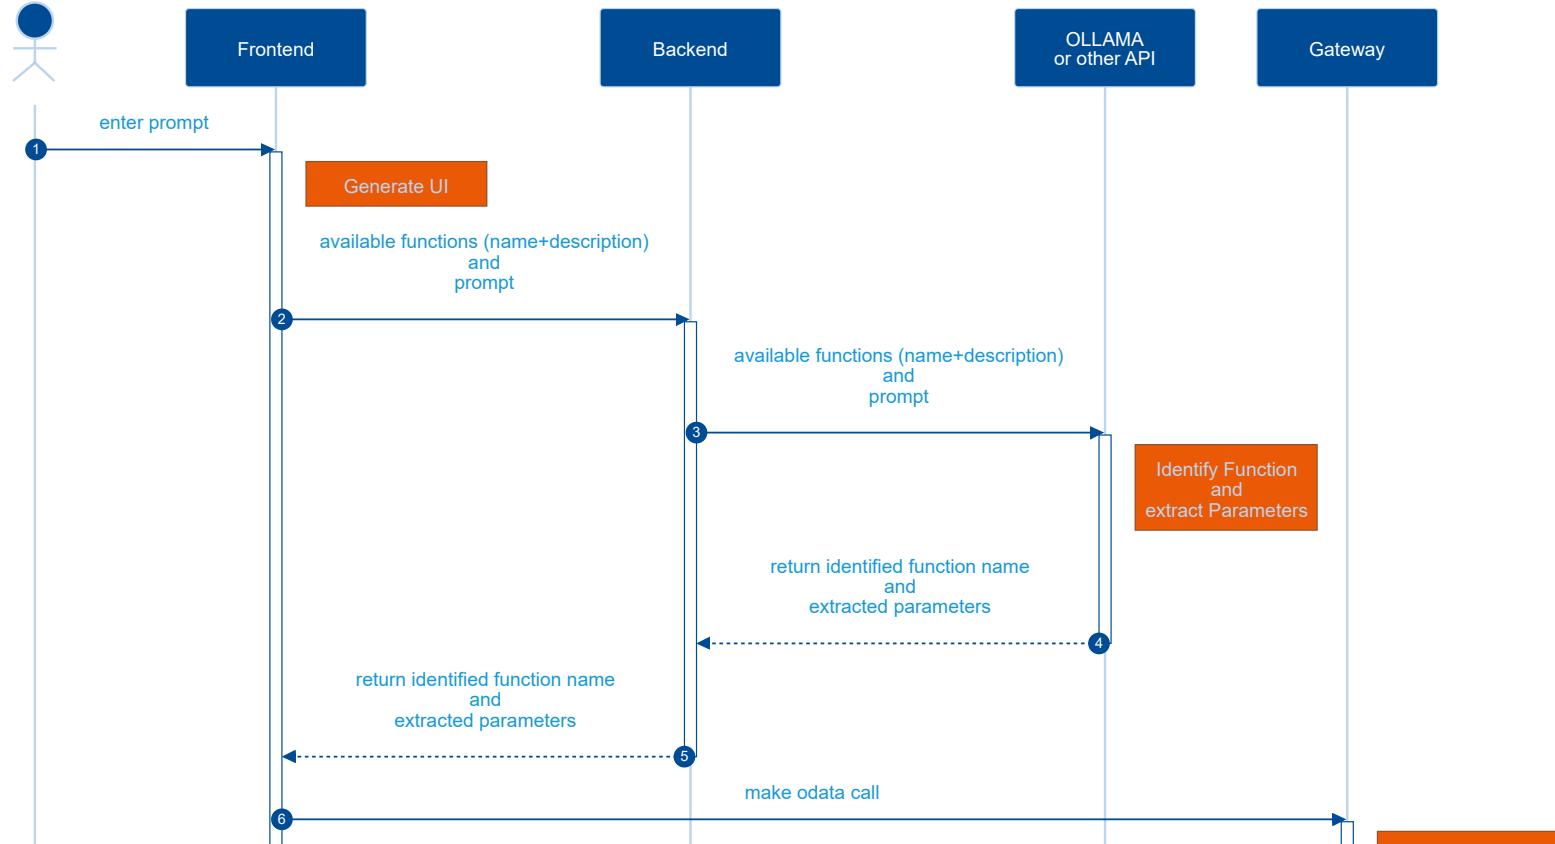 Frontend
Backend
OLLAMA
or other API
Gateway
enter prompt
1
Generate UI
available functions (name+description)
and
prompt
2
available functions (name+description)
and
prompt
3
Identify Function
and
extract Parameters
return identified function name
and
extracted parameters
4
return identified function name
and
extracted parameters
5
make odata call
6